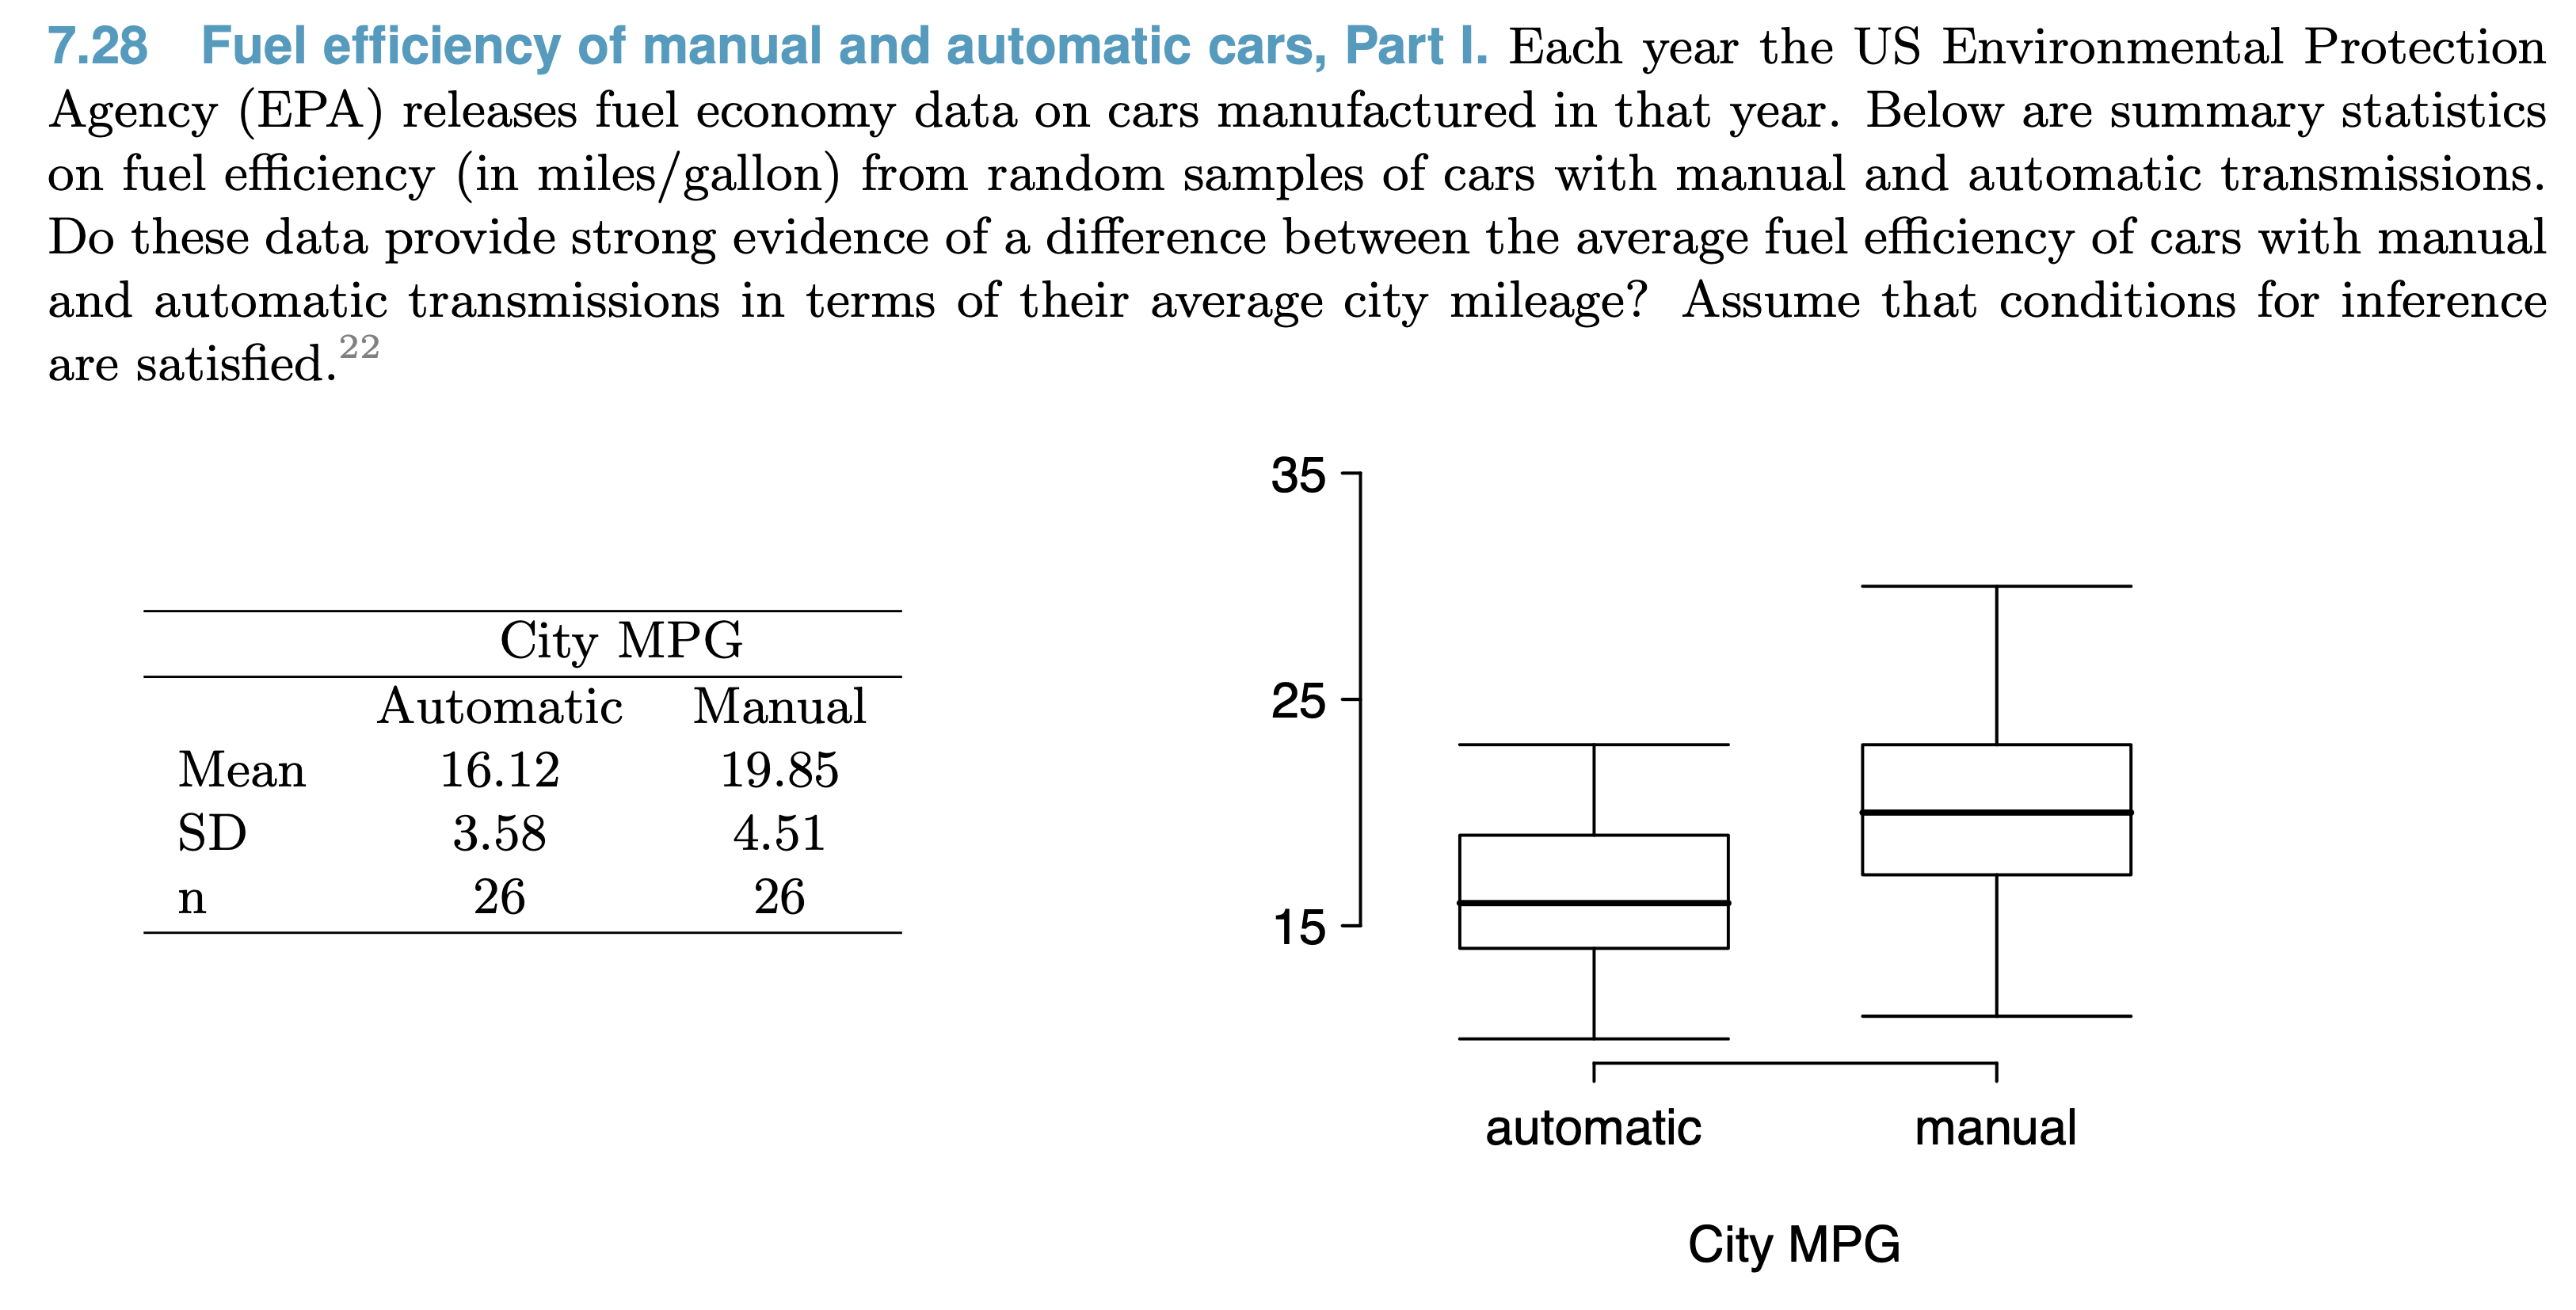 7.28 Fuel efficiency of manual and automatic cars, Part I. Each year the US Environmental Protection
Agency (EPA) releases fuel economy data on cars manufactured in that year. Below are summary statistics
on fuel efficiency (in miles/gallon) from random samples of cars with manual and automatic transmissions.
Do these data provide strong evidence of a difference between the average fuel efficiency of cars with manual
and automatic transmissions in terms of their average city mileage? Assume that conditions for inference
are satisfied.22
City MPG
Automatic Manual
Mean 16.12 19.85
SD 3.58 4.51
n 26 26
35
25
15
automatic manual
City MPG